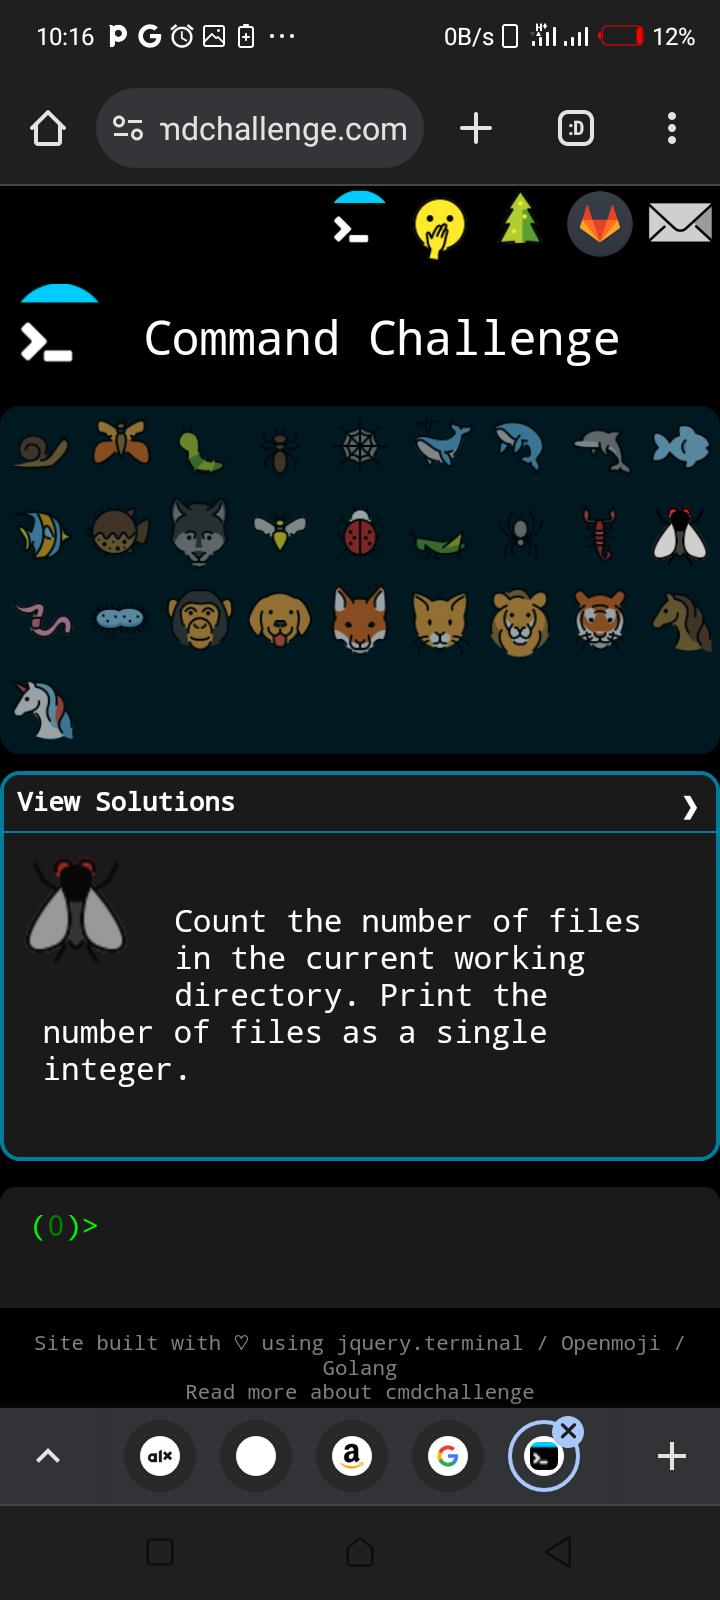 10:16
0B/s
H+
12%
mdchallenge.com
:D
Command Challenge
View Solutions
Count the number of files
in the current working
directory. Print the
number of files as a single
integer.
(0)>
Site built with ♡ using jquery.terminal / Openmoji /
Golang
Read more about cmdchallenge
alx
a
G